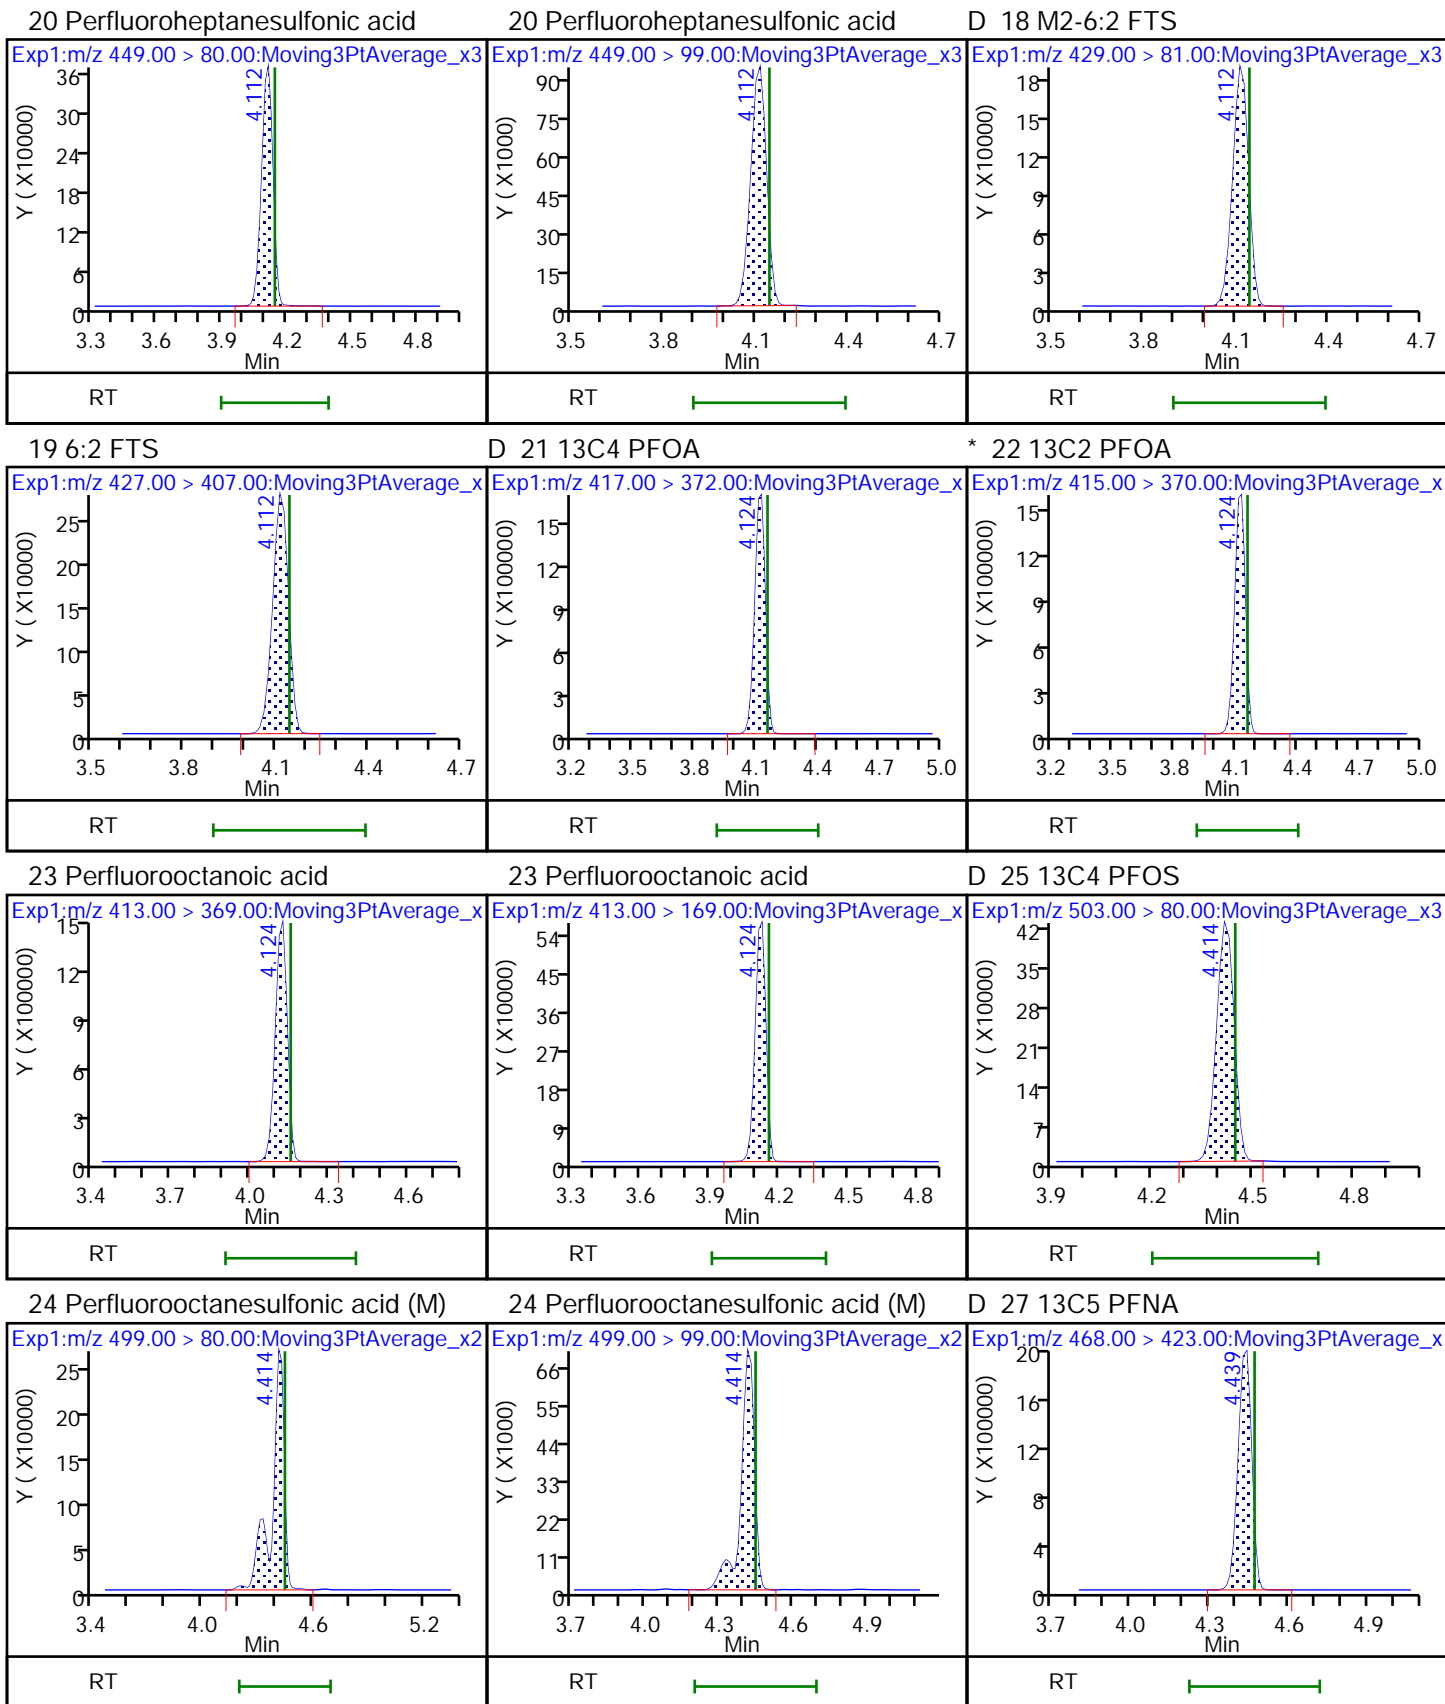 20 Perfluoroheptanesulfonic acid
Exp1:m/z 449.00 > 80.00:Moving3PtAverage_x3
4.112
Y ( X10000)
36
30
24
18
12
6
0
3.3 3.6 3.9 4.2 4.5 4.8
Min
RT
20 Perfluoroheptanesulfonic acid
Exp1:m/z 449.00 > 99.00:Moving3PtAverage_x3
4.112
Y ( X1000)
90
75
60
45
30
15
0
3.5 3.8 4.1 4.4 4.7
Min
RT
D 18 M2-6:2 FTS
Exp1:m/z 429.00 > 81.00:Moving3PtAverage_x3
4.112
Y ( X10000)
18
15
12
9
6
3
0
3.5 3.8 4.1 4.4 4.7
Min
RT
19 6:2 FTS
Exp1:m/z 427.00 > 407.00:Moving3PtAverage_x
4.112
Y ( X10000)
25
20
15
10
5
0
3.5 3.8 4.1 4.4 4.7
Min
RT
D 21 13C4 PFOA
Exp1:m/z 417.00 > 372.00:Moving3PtAverage_x
4.124
Y ( X100000)
15
12
9
6
3
0
3.2 3.5 3.8 4.1 4.4 4.7 5.0
Min
RT
* 22 13C2 PFOA
Exp1:m/z 415.00 > 370.00:Moving3PtAverage_x
4.124
Y ( X100000)
15
12
9
6
3
0
3.2 3.5 3.8 4.1 4.4 4.7 5.0
Min
RT
23 Perfluorooctanoic acid
Exp1:m/z 413.00 > 369.00:Moving3PtAverage_x
4.124
Y ( X100000)
15
12
9
6
3
0
3.4 3.7 4.0 4.3 4.6
Min
RT
23 Perfluorooctanoic acid
Exp1:m/z 413.00 > 169.00:Moving3PtAverage_x
4.124
Y ( X10000)
54
45
36
27
18
9
0
3.3 3.6 3.9 4.2 4.5 4.8
Min
RT
D 25 13C4 PFOS
Exp1:m/z 503.00 > 80.00:Moving3PtAverage_x3
4.414
Y ( X10000)
42
35
28
21
14
7
0
3.9 4.2 4.5 4.8
Min
RT
24 Perfluorooctanesulfonic acid (M)
Exp1:m/z 499.00 > 80.00:Moving3PtAverage_x2
4.414
Y ( X10000)
25
20
15
10
5
0
3.4 4.0 4.6 5.2
Min
RT
24 Perfluorooctanesulfonic acid (M)
Exp1:m/z 499.00 > 99.00:Moving3PtAverage_x2
4.414
Y ( X1000)
66
55
44
33
22
11
0
3.7 4.0 4.3 4.6 4.9
Min
RT
D 27 13C5 PFNA
Exp1:m/z 468.00 > 423.00:Moving3PtAverage_x
4.439
Y ( X100000)
20
16
12
8
4
0
3.7 4.0 4.3 4.6 4.9
Min
RT